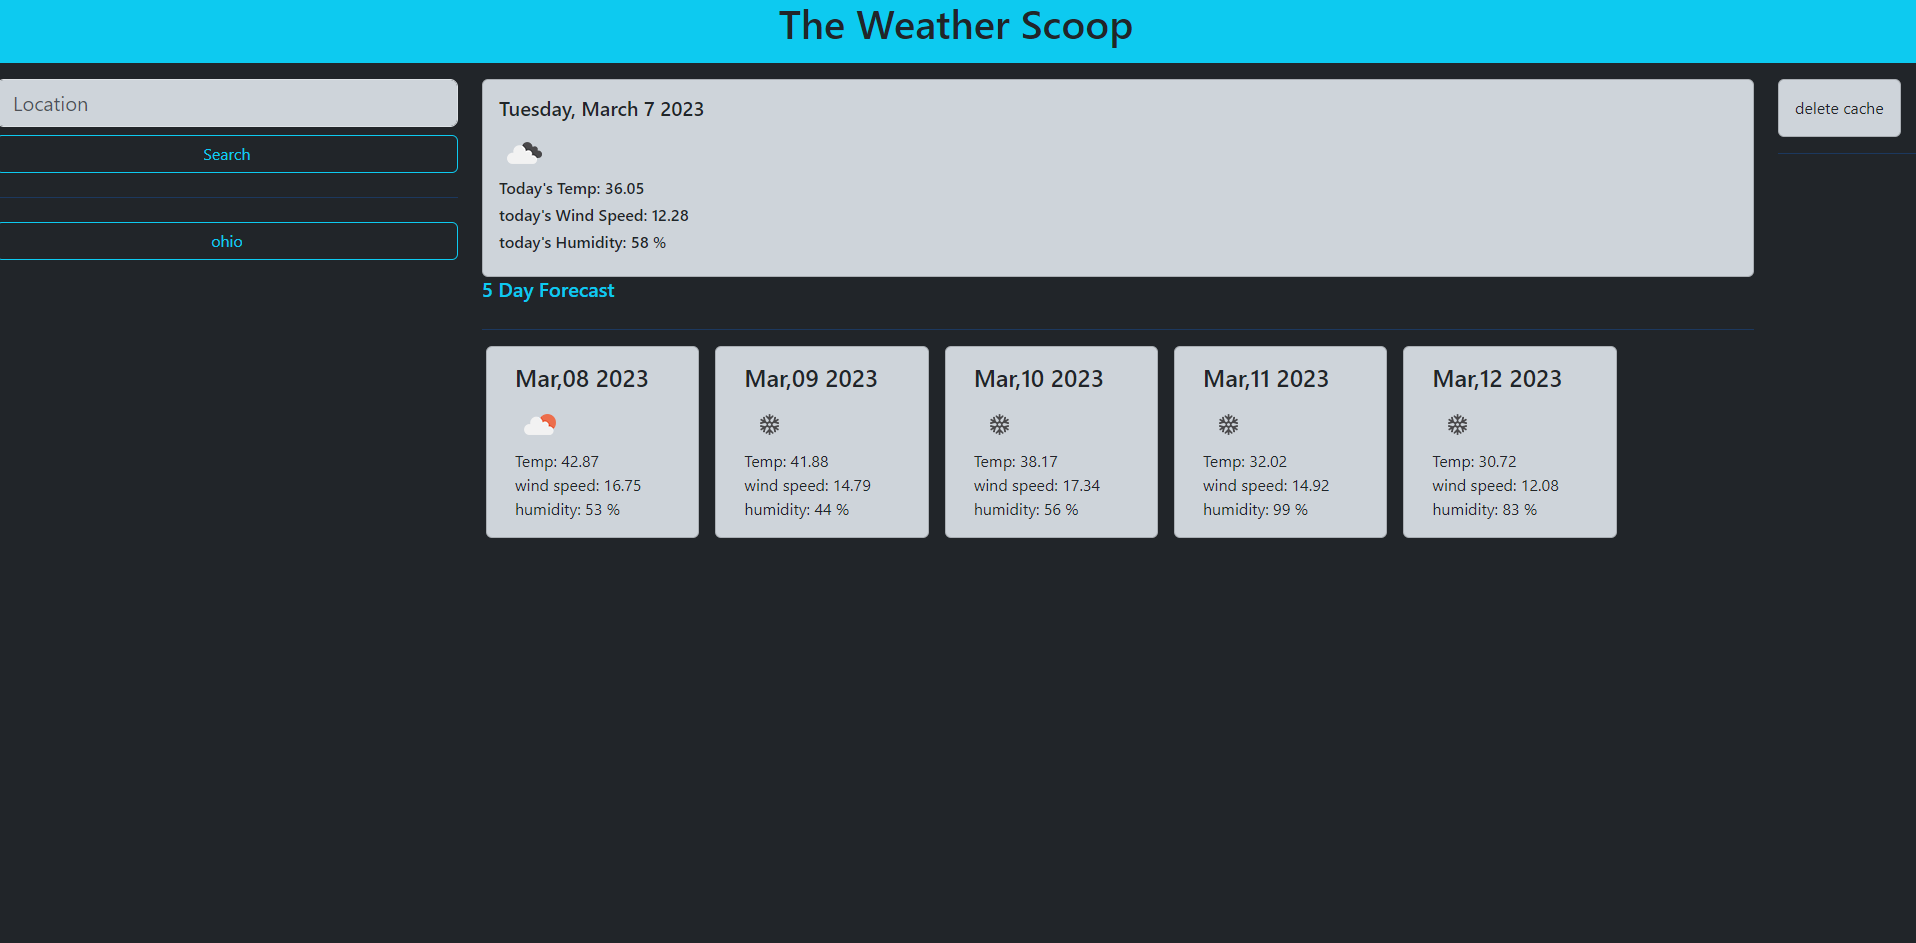 The Weather Scoop
Location
Search
ohio
Tuesday, March 7 2023
Today's Temp: 36.05
today's Wind Speed: 12.28
today's Humidity: 58 %
5 Day Forecast
Mar,08 2023
Temp: 42.87
wind speed: 16.75
humidity: 53 %
Mar,09 2023
Temp: 41.88
wind speed: 14.79
humidity: 44 %
Mar,10 2023
Temp: 38.17
wind speed: 17.34
humidity: 56 %
Mar,11 2023
Temp: 32.02
wind speed: 14.92
humidity: 99 %
Mar,12 2023
Temp: 30.72
wind speed: 12.08
humidity: 83 %
delete cache